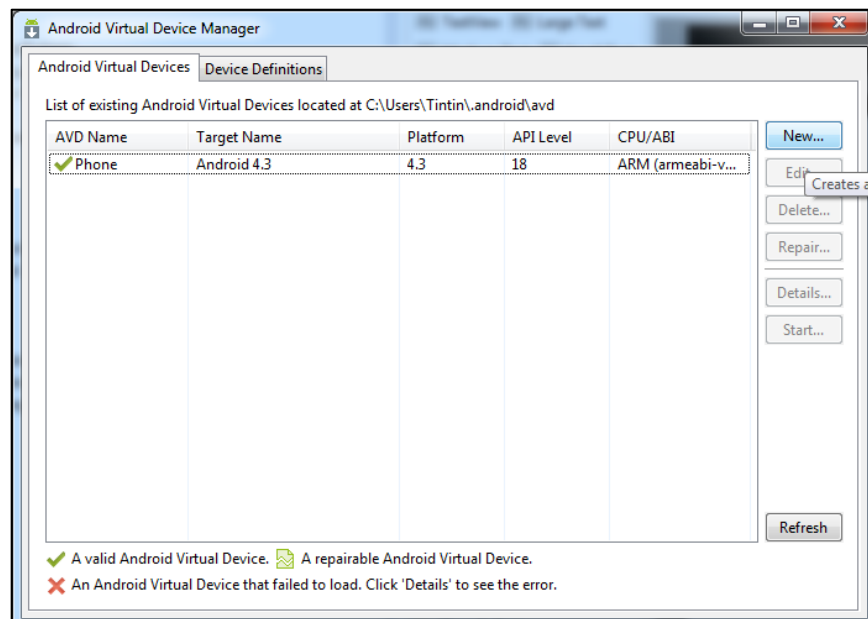 Android Virtual Device Manager
Android Virtual Devices Device Definitions
List of existing Android Virtual Devices located at C:\Users\Tintin\.android\avd
AVD Name Target Name Platform API Level CPU/ABI
Phone Android 4.3 4.3 18 ARM (armeabi-v...
New...
Edit
Creates a
Delete...
Repair...
Details...
Start...
Refresh
A valid Android Virtual Device. A repairable Android Virtual Device.
An Android Virtual Device that failed to load. Click 'Details' to see the error.